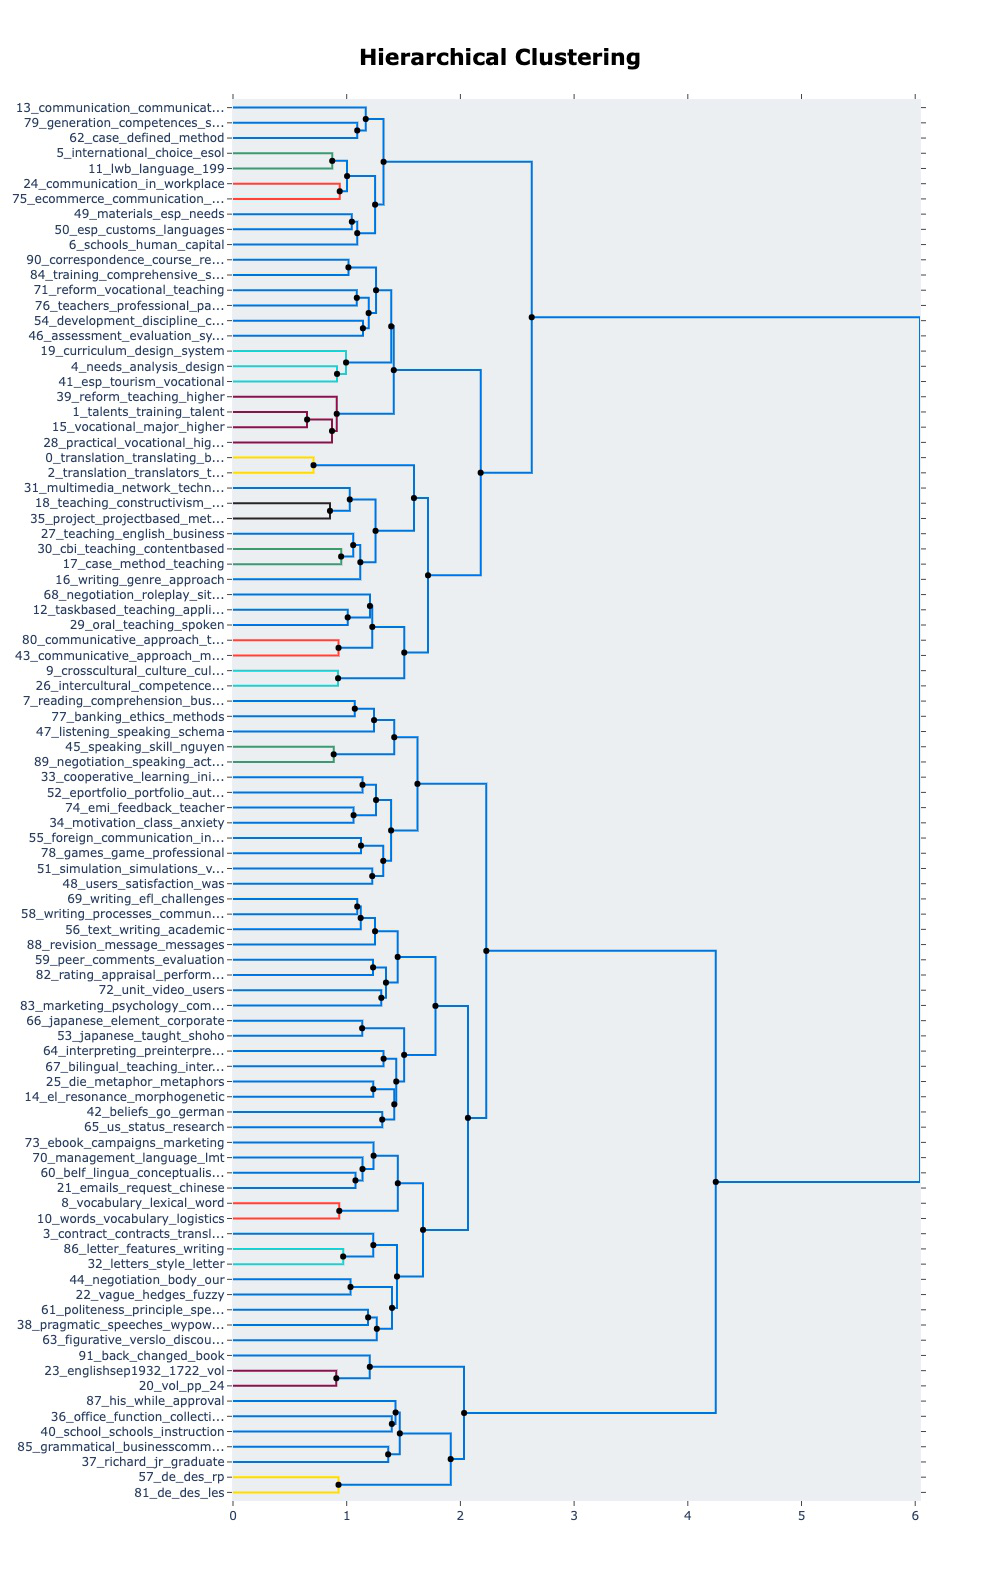 Hierarchical Clustering
13_communication_communicat...
79_generation_competences_s...
62_case_defined_method
5_international_choice_esol
11_lwb_language_199
24_communication_in_workplace
75_ecommerce_communication_...
49_materials_esp_needs
50_esp_customs_languages
6_schools_human_capital
90_correspondence_course_re...
84_training_comprehensive_s...
71_reform_vocational_teaching
76_teachers_professional_pa...
54_development_discipline_c...
46_assessment_evaluation_sy...
19_curriculum_design_system
4_needs_analysis_design
41_esp_tourism_vocational
39_reform_teaching_higher
1_talents_training_talent
15_vocational_major_higher
28_practical_vocational_hig...
0_translation_translating_b...
2_translation_translators_t...
31_multimedia_network_techn...
18_teaching_constructivism_...
35_project_projectbased_met...
27_teaching_english_business
30_cbi_teaching_contentbased
17_case_method_teaching
16_writing_genre_approach
68_negotiation_roleplay_sit...
12_taskbased_teaching_appli...
29_oral_teaching_spoken
80_communicative_approach_t...
43_communicative_approach_m...
9_crosscultural_culture_cul...
26_intercultural_competence...
7_reading_comprehension_bus...
77_banking_ethics_methods
47_listening_speaking_schema
45_speaking_skill_nguyen
89_negotiation_speaking_act...
33_cooperative_learning_ini...
52_eportfolio_portfolio_aut...
74_emi_feedback_teacher
34_motivation_class_anxiety
55_foreign_communication_in...
78_games_game_professional
51_simulation_simulations_v...
48_users_satisfaction_was
69_writing_efl_challenges
58_writing_processes_commun...
56_text_writing_academic
88_revision_message_messages
59_peer_comments_evaluation
82_rating_appraisal_perform...
72_unit_video_users
83_marketing_psychology_com...
66_japanese_element_corporate
53_japanese_taught_shoho
64_interpreting_preinterpre...
67_bilingual_teaching_inter...
25_die_metaphor_metaphors
14_el_resonance_morphogenetic
42_beliefs_go_german
65_us_status_research
73_ebook_campaigns_marketing
70_management_language_lmt
60_belf_lingua_conceptualis...
21_emails_request_chinese
8_vocabulary_lexical_word
10_words_vocabulary_logistics
3_contract_contracts_transl...
86_letter_features_writing
32_letters_style_letter
44_negotiation_body_our
22_vague_hedges_fuzzy
61_politeness_principle_spe...
38_pragmatic_speeches_wypow...
63_figurative_verslo_discou...
91_back_changed_book
23_englishsep1932_1722_vol
20_vol_pp_24
87_his_while_approval
36_office_function_collecti...
40_school_schools_instruction
85_grammatical_businesscomm...
37_richard_jr_graduate
57_de_des_rp
81_de_des_les
0 1 2 3 4 5 6